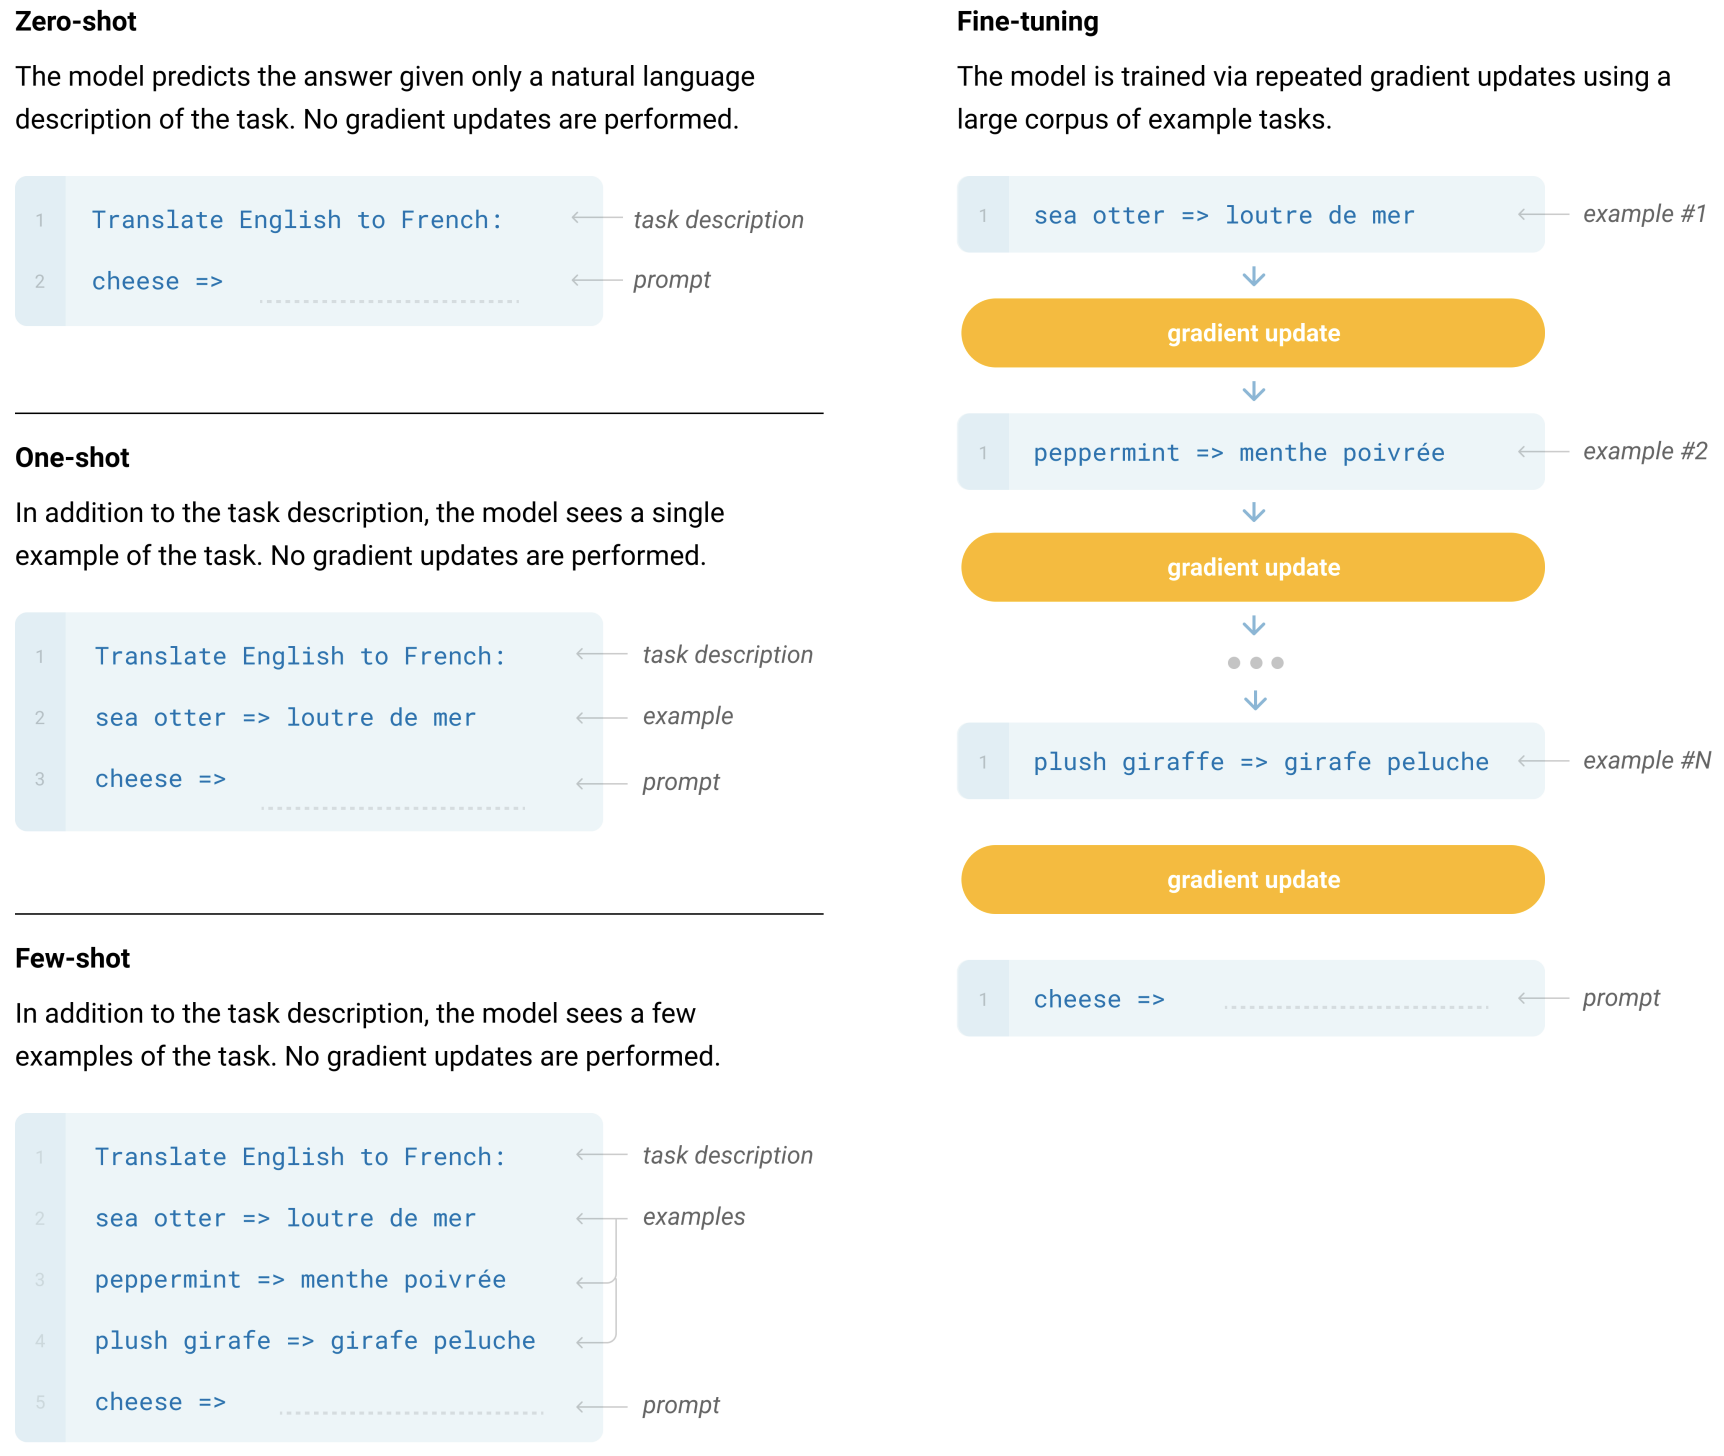 Zero-shot
The model predicts the answer given only a natural language
description of the task. No gradient updates are performed.
1 Translate English to French: task description
2 cheese => prompt
One-shot
In addition to the task description, the model sees a single
example of the task. No gradient updates are performed.
1 Translate English to French: task description
2 sea otter => loutre de mer example
3 cheese => prompt
Few-shot
In addition to the task description, the model sees a few
examples of the task. No gradient updates are performed.
1 Translate English to French: task description
2 sea otter => loutre de mer examples
3 peppermint => menthe poivrée
4 plush girafe => girafe peluche
5 cheese => prompt
Fine-tuning
The model is trained via repeated gradient updates using a
large corpus of example tasks.
1 sea otter => loutre de mer example #1
gradient update
1 peppermint => menthe poivrée example #2
gradient update
1 plush giraffe => girafe peluche example #N
gradient update
1 cheese => prompt